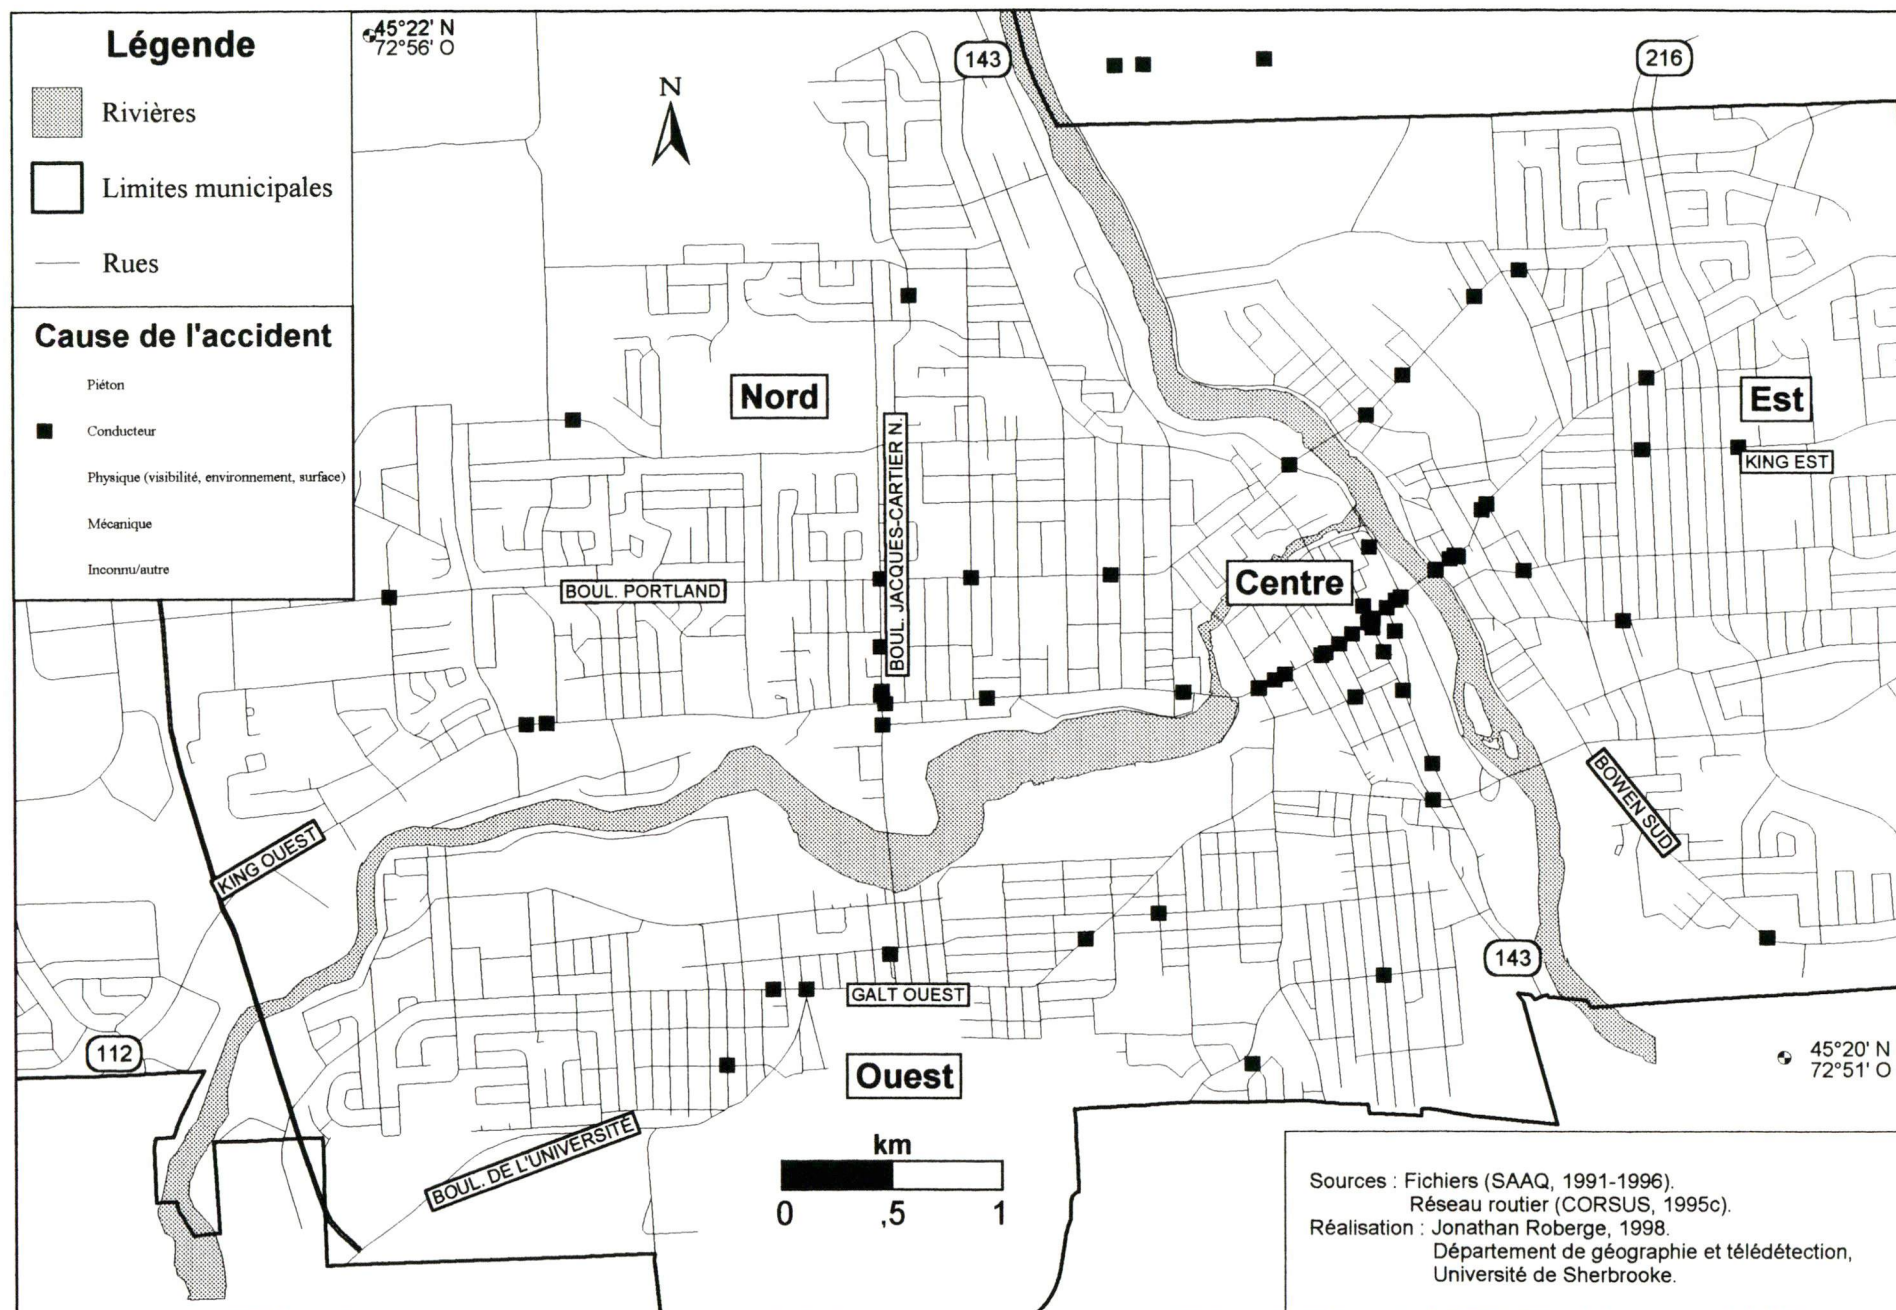 Légende
Rivières
Limites municipales
Rues
Cause de l'accident
Piéton
Conducteur
Physique (visibilité, environnement, surface)
Mécanique
Inconnu/autre
45°22' N
72°56' O
N
143
216
Nord
Est
BOUL. JACQUES-CARTIER N.
KING EST
BOUL. PORTLAND
Centre
BOWEN SUD
KING OUEST
143
GALT OUEST
112
Ouest
45°20' N
72°51' O
BOUL. DE L'UNIVERSITÉ
km
0 ,5 1
Sources : Fichiers (SAAQ, 1991-1996).
Réseau routier (CORSUS, 1995c).
Réalisation : Jonathan Roberge, 1998.
Département de géographie et télédétection,
Université de Sherbrooke.